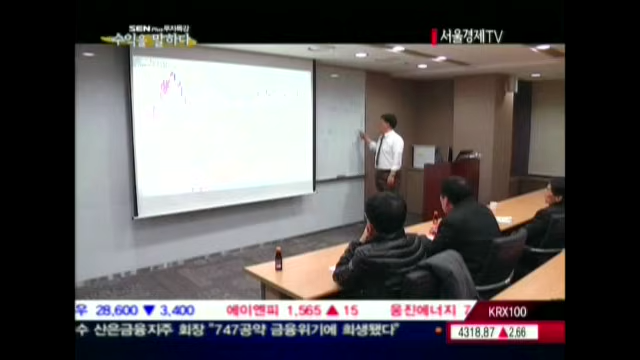 SEN Plus 투자특강
수익을 말하다
서울경제TV
우 28,600 ▼ 3,400 에이앤피 1,565 ▲ 15 웅진에너지 7
KRX100
수 산은금융지주 회장 "747공약 금융위기에 희생됐다"
4318.87 ▲ 2.66